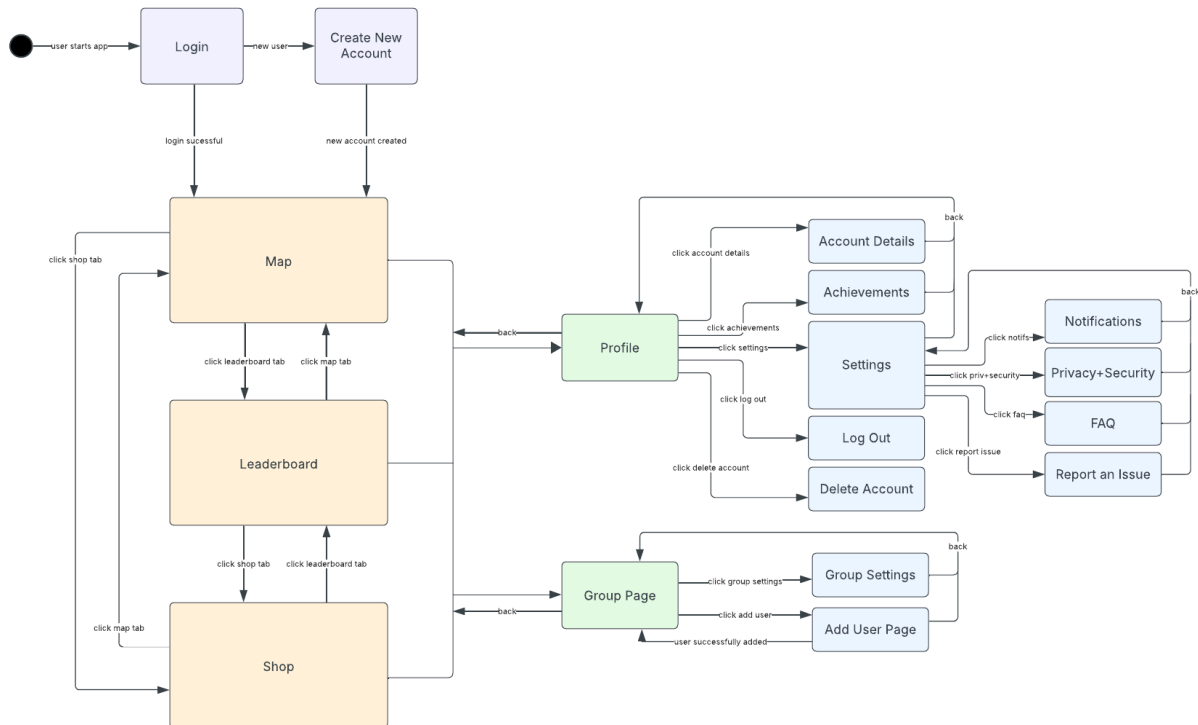 user starts app
Login
new user
Create New
Account
login sucessful
new account created
Map
click shop tab
click leaderboard tab
click map tab
Leaderboard
click shop tab
click leaderboard tab
click map tab
Shop
back
Profile
click account details
click achievements
click settings
click log out
click delete account
back
Account Details
Achievements
Settings
Log Out
Delete Account
click notifs
click priv+security
click faq
click report issue
back
Notifications
Privacy+Security
FAQ
Report an Issue
back
Group Page
click group settings
click add user
user successfully added
back
Group Settings
Add User Page